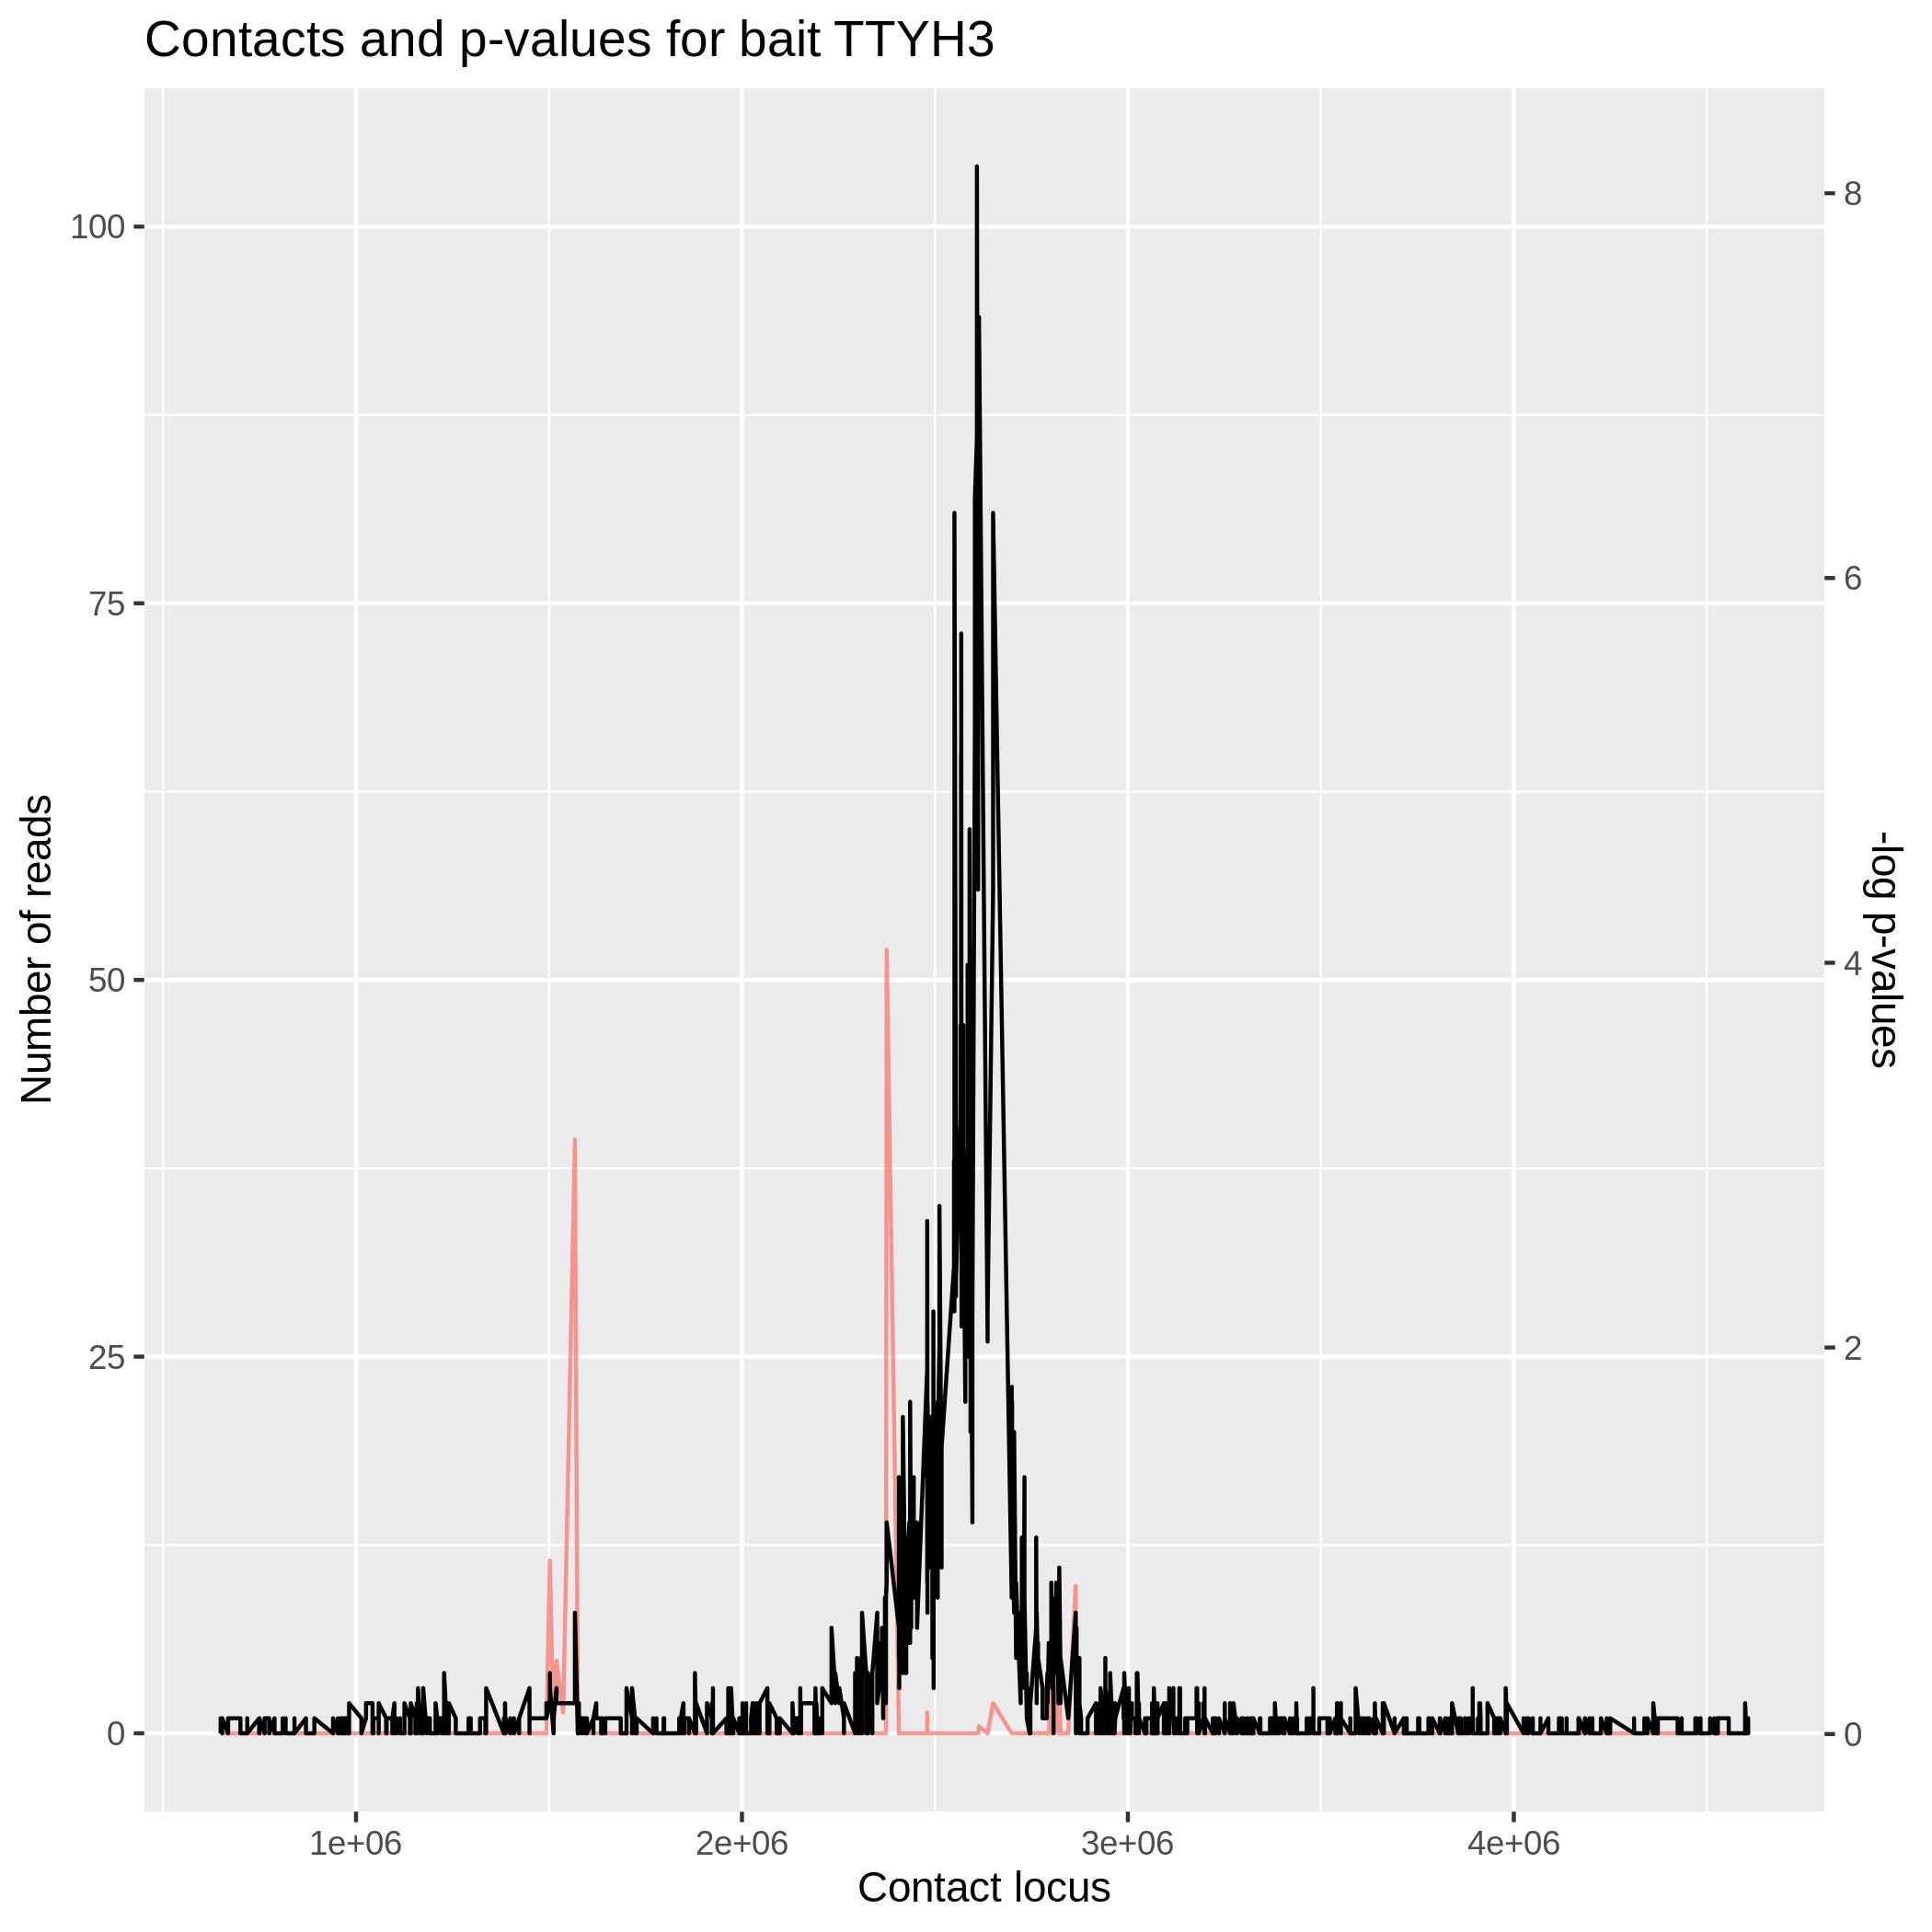 Contacts and p-values for bait TTYH3
100
75
50
25
0
Number of reads
8
6
4
2
0
-log p-values
1e+06
2e+06
3e+06
4e+06
Contact locus